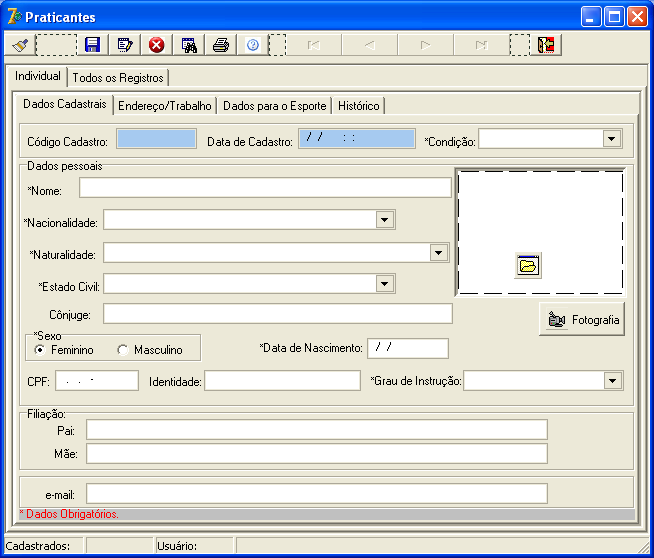 Praticantes
Individual Todos os Registros
Dados Cadastrais Endereço/Trabalho Dados para o Esporte Histórico
Código Cadastro: Data de Cadastro: / / : : *Condição:
Dados pessoais
*Nome:
*Nacionalidade:
*Naturalidade:
*Estado Civil:
Cônjuge:
Fotografia
*Sexo
Feminino Masculino *Data de Nascimento: / /
CPF: . . - Identidade: *Grau de Instrução:
Filiação:
Pai:
Mãe:
e-mail:
* Dados Obrigatórios.
Cadastrados: Usuário: